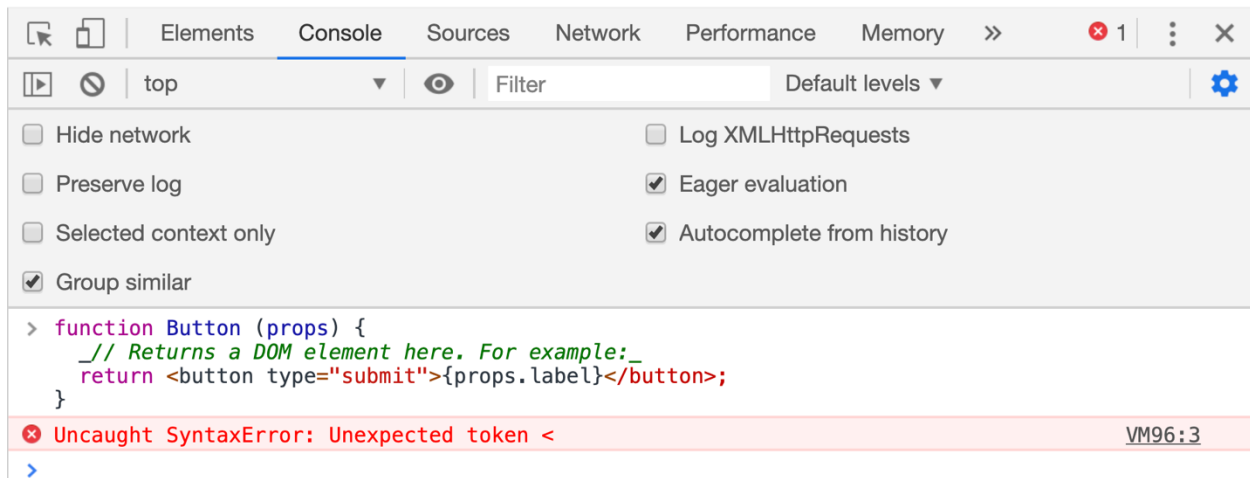 Elements Console Sources Network Performance Memory » 1
top ▼ Filter Default levels ▼
Hide network Log XMLHttpRequests
Preserve log Eager evaluation
Selected context only Autocomplete from history
Group similar
> function Button (props) {
_// Returns a DOM element here. For example:_
return <button type="submit">{props.label}</button>;
}
Uncaught SyntaxError: Unexpected token < VM96:3
>